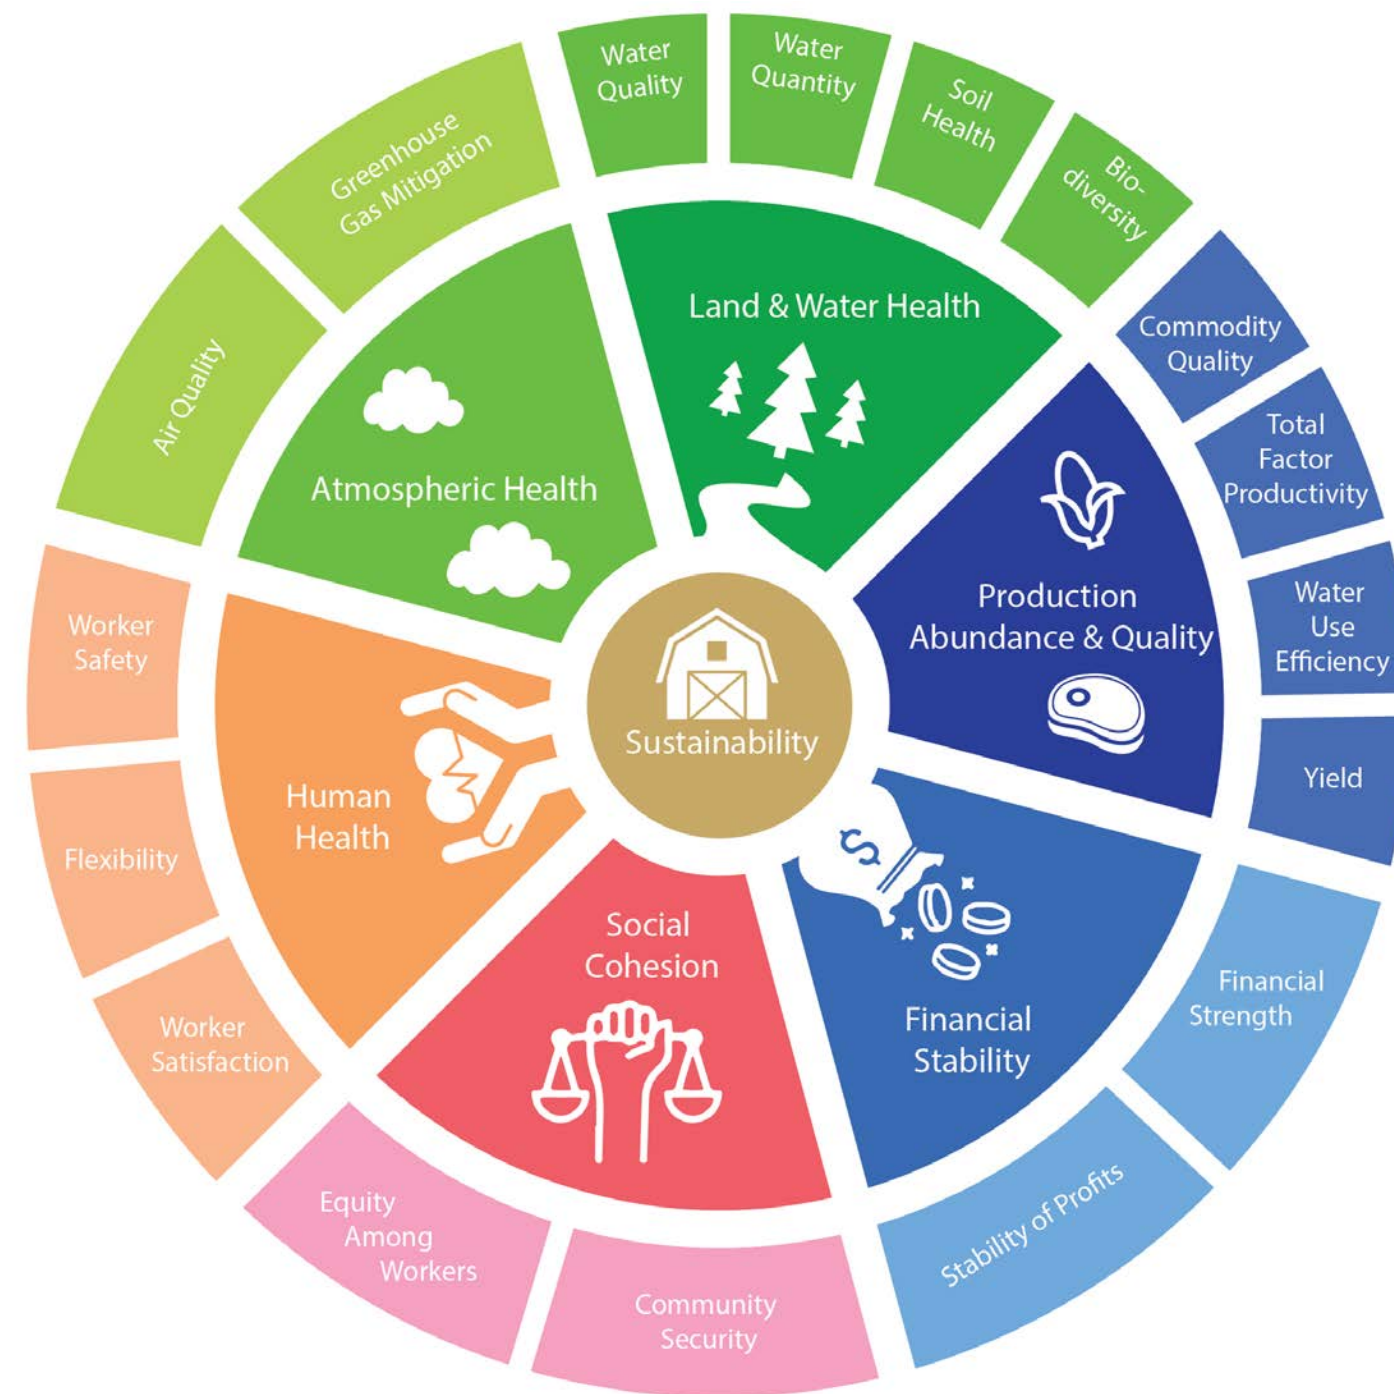 Water
Quality
Water
Quantity
Soil
Health
Bio-
diversity
Commodity
Quality
Total
Factor
Productivity
Water
Use
Efficiency
Yield
Financial
Strength
Stability of Profits
Community
Security
Equity
Among
Workers
Worker
Satisfaction
Flexibility
Worker
Safety
Air Quality
Greenhouse
Gas Mitigation
Land & Water Health
Production
Abundance & Quality
$
Financial
Stability
Social
Cohesion
Human
Health
Atmospheric Health
Sustainability